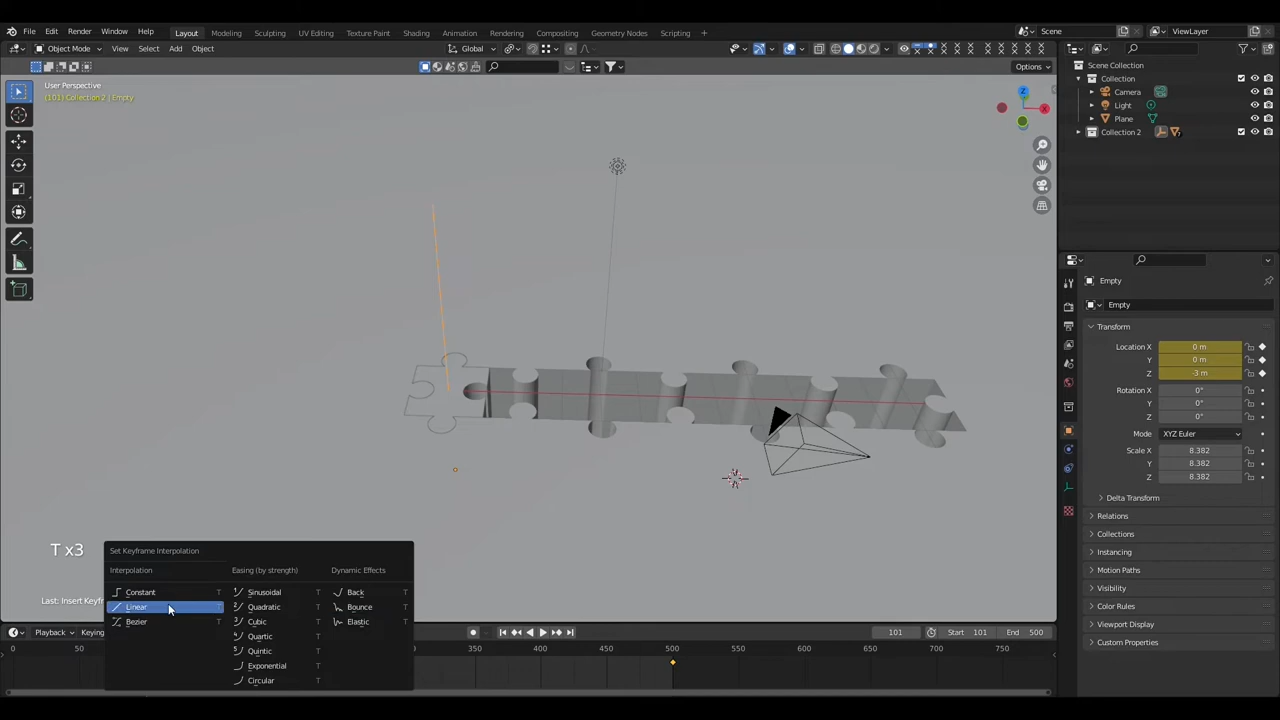 File Edit Render Window Help Layout Modeling Sculpting UV Editing Texture Paint Shading Animation Rendering Compositing Geometry Nodes Scripting + Scene ViewLayer
Object Mode View Select Add Object Global
Options
User Perspective
(101) Collection 2 | Empty
Z
X
Scene Collection
Collection
Camera
Light
Plane
Collection 2
Empty
Empty
Transform
Location X 0 m
Y 0 m
Z -3 m
Rotation X 0°
Y 0°
Z 0°
Mode XYZ Euler
Scale X 8.382
Y 8.382
Z 8.382
Delta Transform
Relations
Collections
Instancing
Motion Paths
Visibility
Color Rules
Viewport Display
Custom Properties
T x3
Last: Insert Keyfr
Set Keyframe Interpolation
Interpolation Easing (by strength) Dynamic Effects
Constant T Sinusoidal T Back T
Linear T Quadratic T Bounce T
Bezier T Cubic T Elastic T
Quartic T
Quintic T
Exponential T
Circular T
Playback Keying 101 Start 101 End 500
0 50 400 450 500 550 600 650 700 750